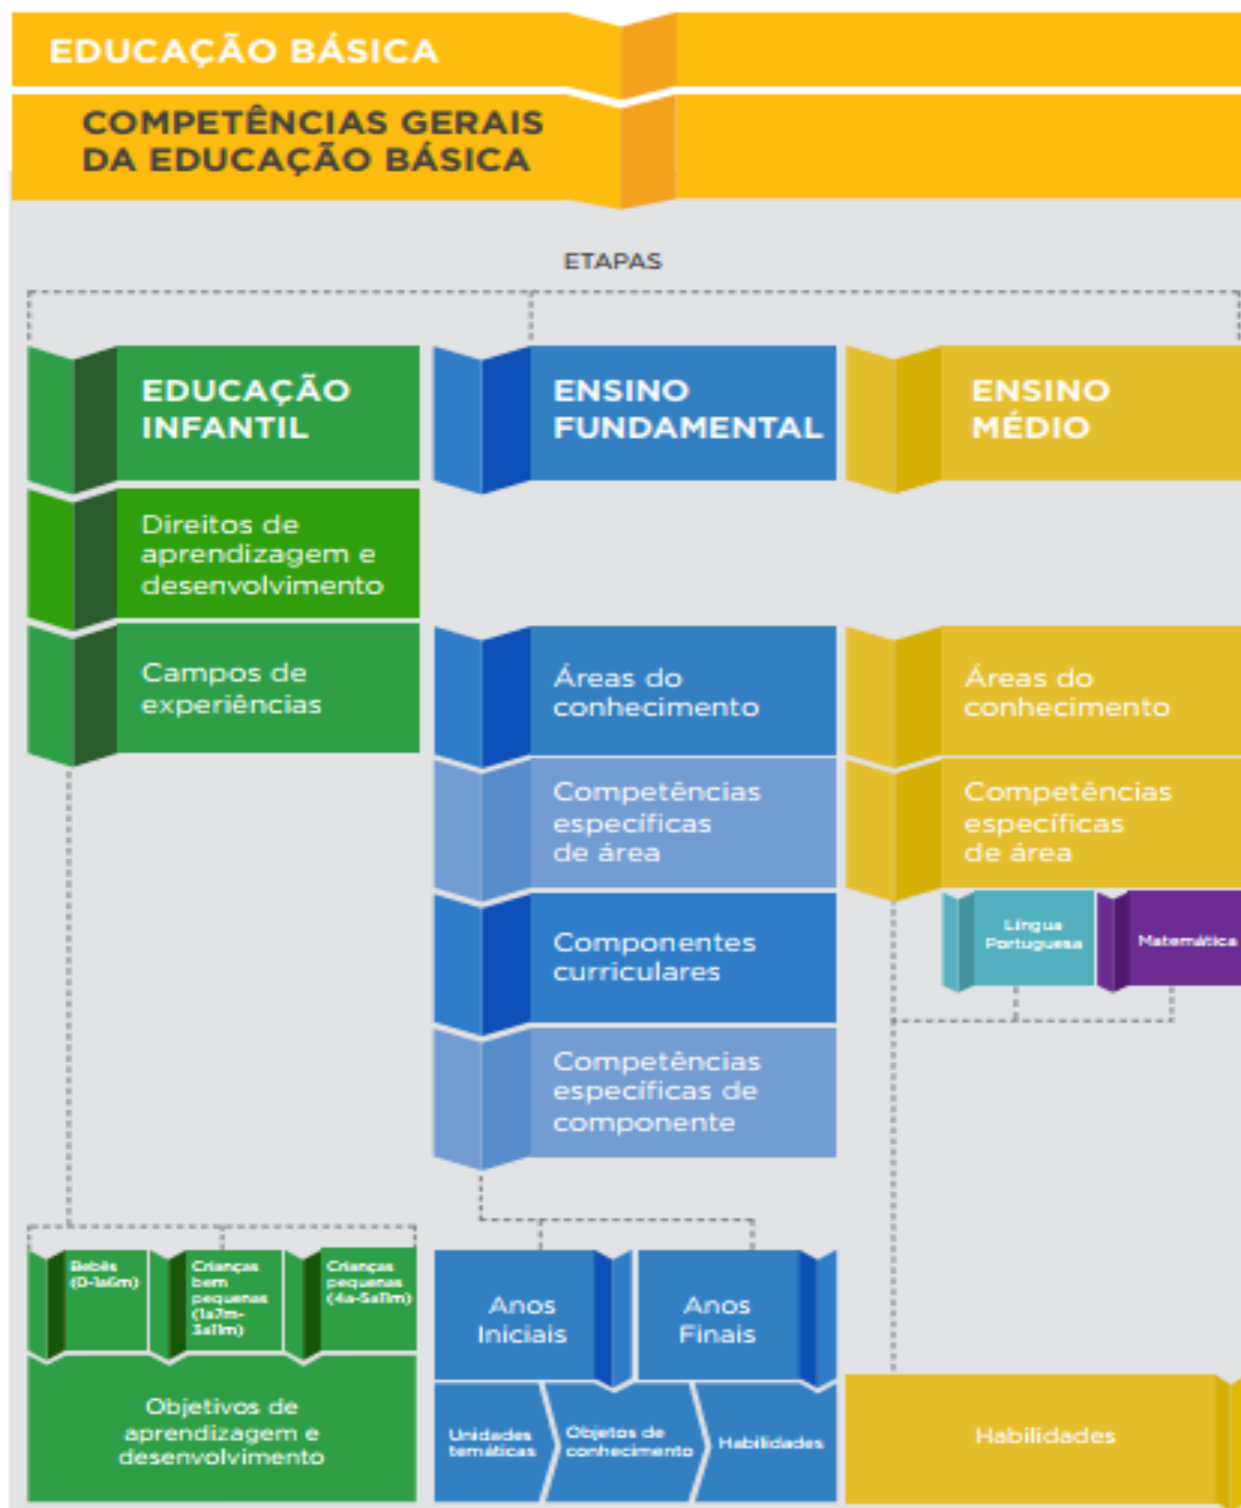 EDUCAÇÃO BÁSICA
COMPETÊNCIAS GERAIS
DA EDUCAÇÃO BÁSICA
ETAPAS
EDUCAÇÃO
INFANTIL
Direitos de
aprendizagem e
desenvolvimento
Campos de
experiências
Bebês
(0-1a6m)
Crianças
bem
pequenas
(1a7m-
3a11m)
Crianças
pequenas
(4a-5a11m)
Objetivos de
aprendizagem e
desenvolvimento
ENSINO
FUNDAMENTAL
Áreas do
conhecimento
Competências
específicas
de área
Componentes
curriculares
Competências
específicas de
componente
Anos
Iniciais
Anos
Finais
Unidades
temáticas
Objetos de
conhecimento
Habilidades
ENSINO
MÉDIO
Áreas do
conhecimento
Competências
específicas
de área
Língua
Portuguesa
Matemática
Habilidades